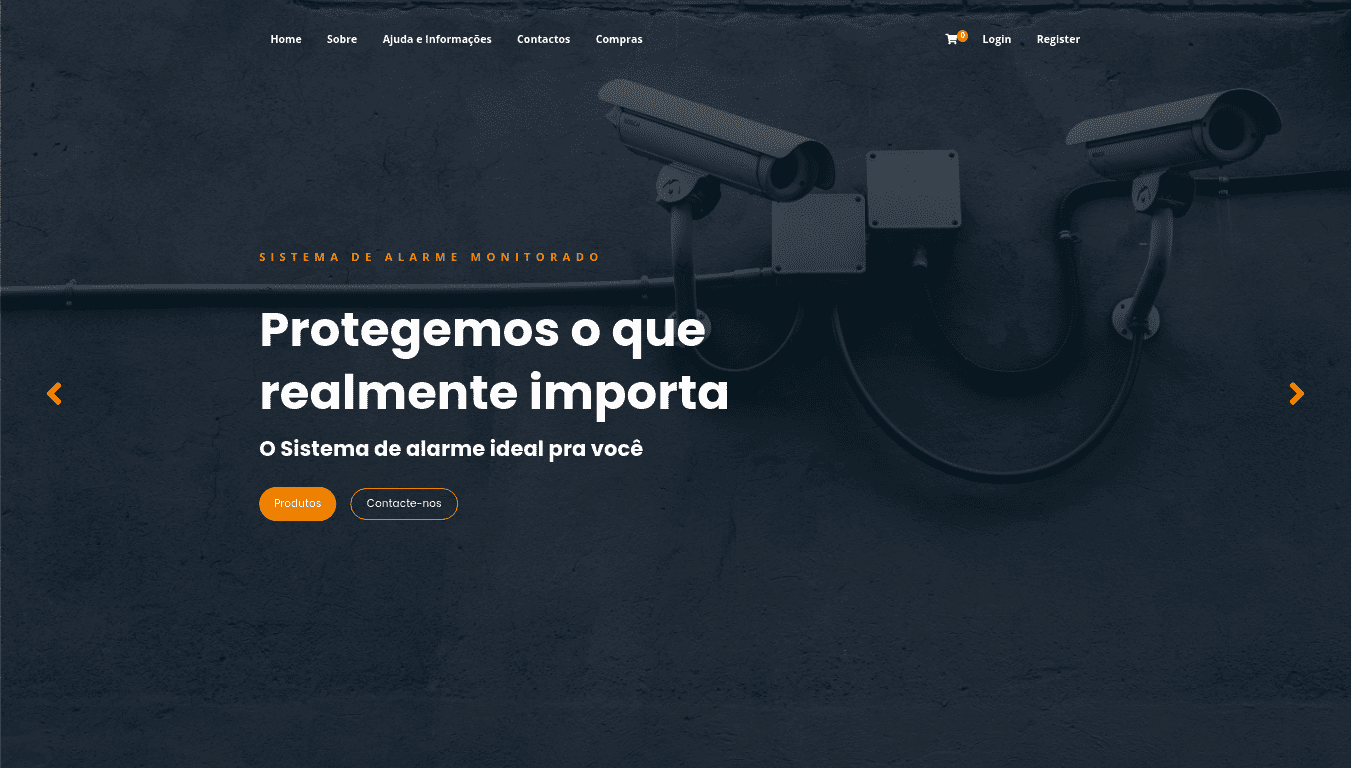 Home Sobre Ajuda e Informações Contactos Compras 0 Login Register
SISTEMA DE ALARME MONITORADO
Protegemos o que
realmente importa
O Sistema de alarme ideal pra você
Produtos Contacte-nos